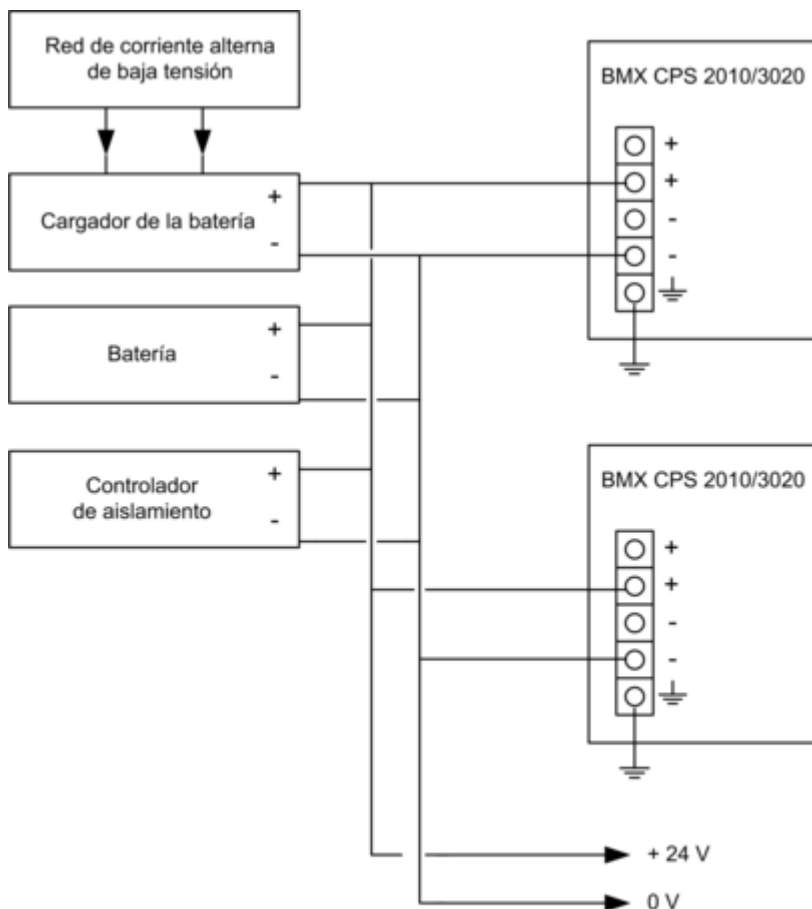 Red de corriente alterna
de baja tensión
BMX CPS 2010/3020
+
+
-
-
+
Cargador de la batería
-
+
Batería
-
+
Controlador
de aislamiento
-
BMX CPS 2010/3020
+
+
-
-
+ 24 V
0 V